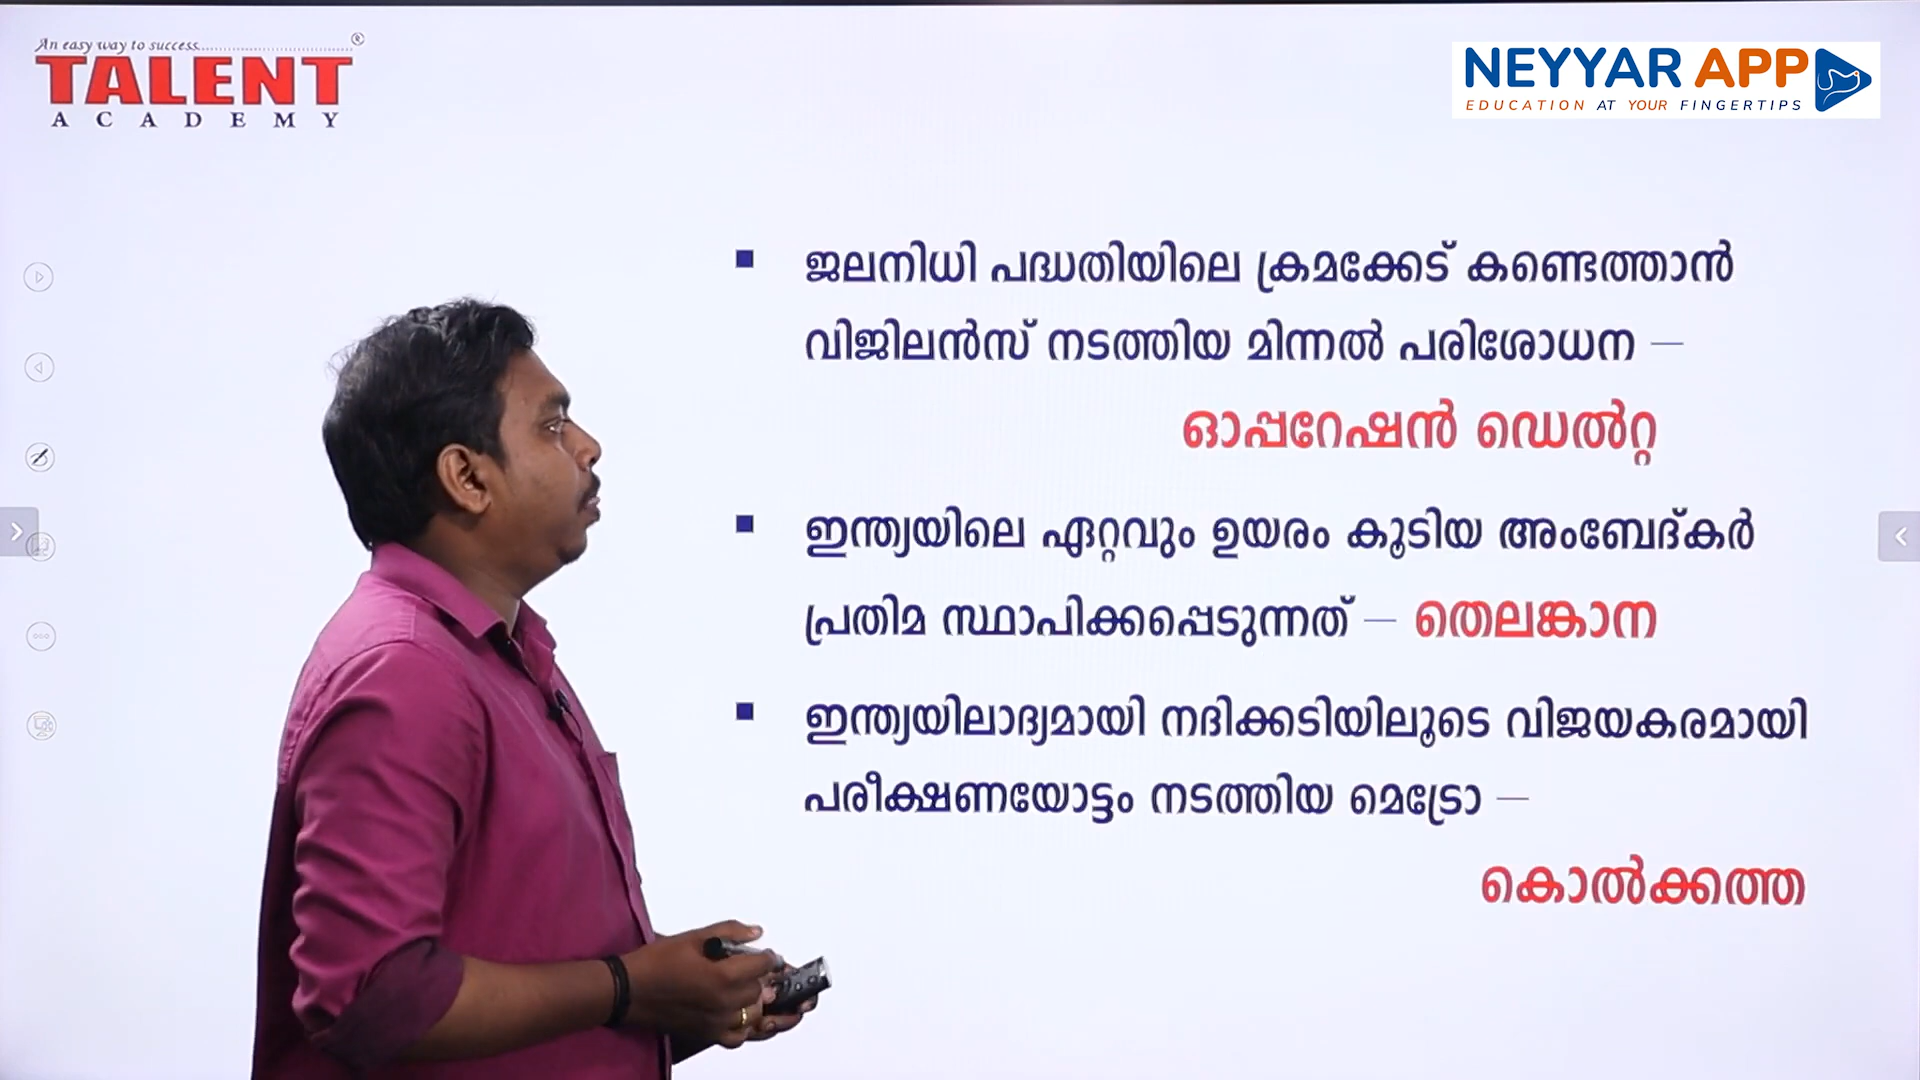 An easy way to success.............................................®
TALENT
ACADEMY
NEYYAR APP
EDUCATION AT YOUR FINGERTIPS
▪ ജലനിധി പദ്ധതിയിലെ ക്രമക്കേട് കണ്ടെത്താൻ
വിജിലൻസ് നടത്തിയ മിന്നൽ പരിശോധന –
ഓപ്പറേഷൻ ഡെൽറ്റ
▪ ഇന്ത്യയിലെ ഏറ്റവും ഉയരം കൂടിയ അംബേദ്കർ
പ്രതിമ സ്ഥാപിക്കപ്പെടുന്നത് – തെലങ്കാന
▪ ഇന്ത്യയിലാദ്യമായി നദിക്കടിയിലൂടെ വിജയകരമായി
പരീക്ഷണയോട്ടം നടത്തിയ മെട്രോ –
കൊൽക്കത്ത